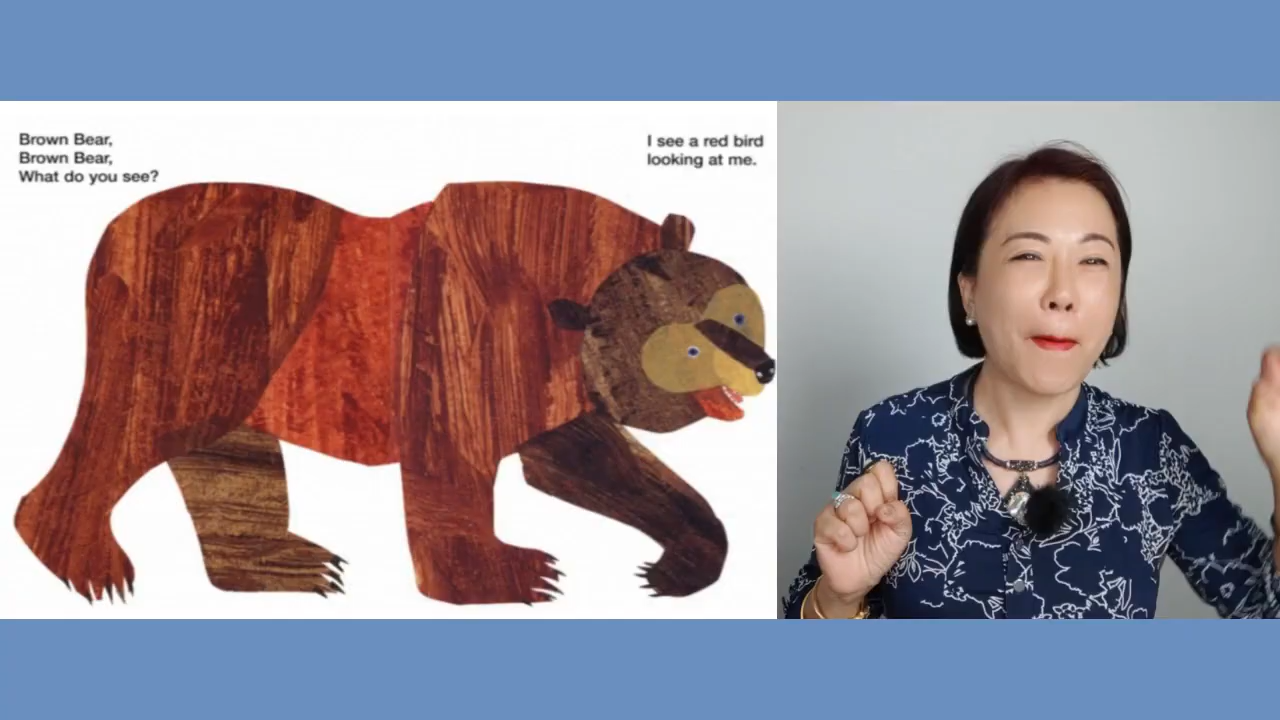 Brown Bear,
Brown Bear,
What do you see?
I see a red bird
looking at me.